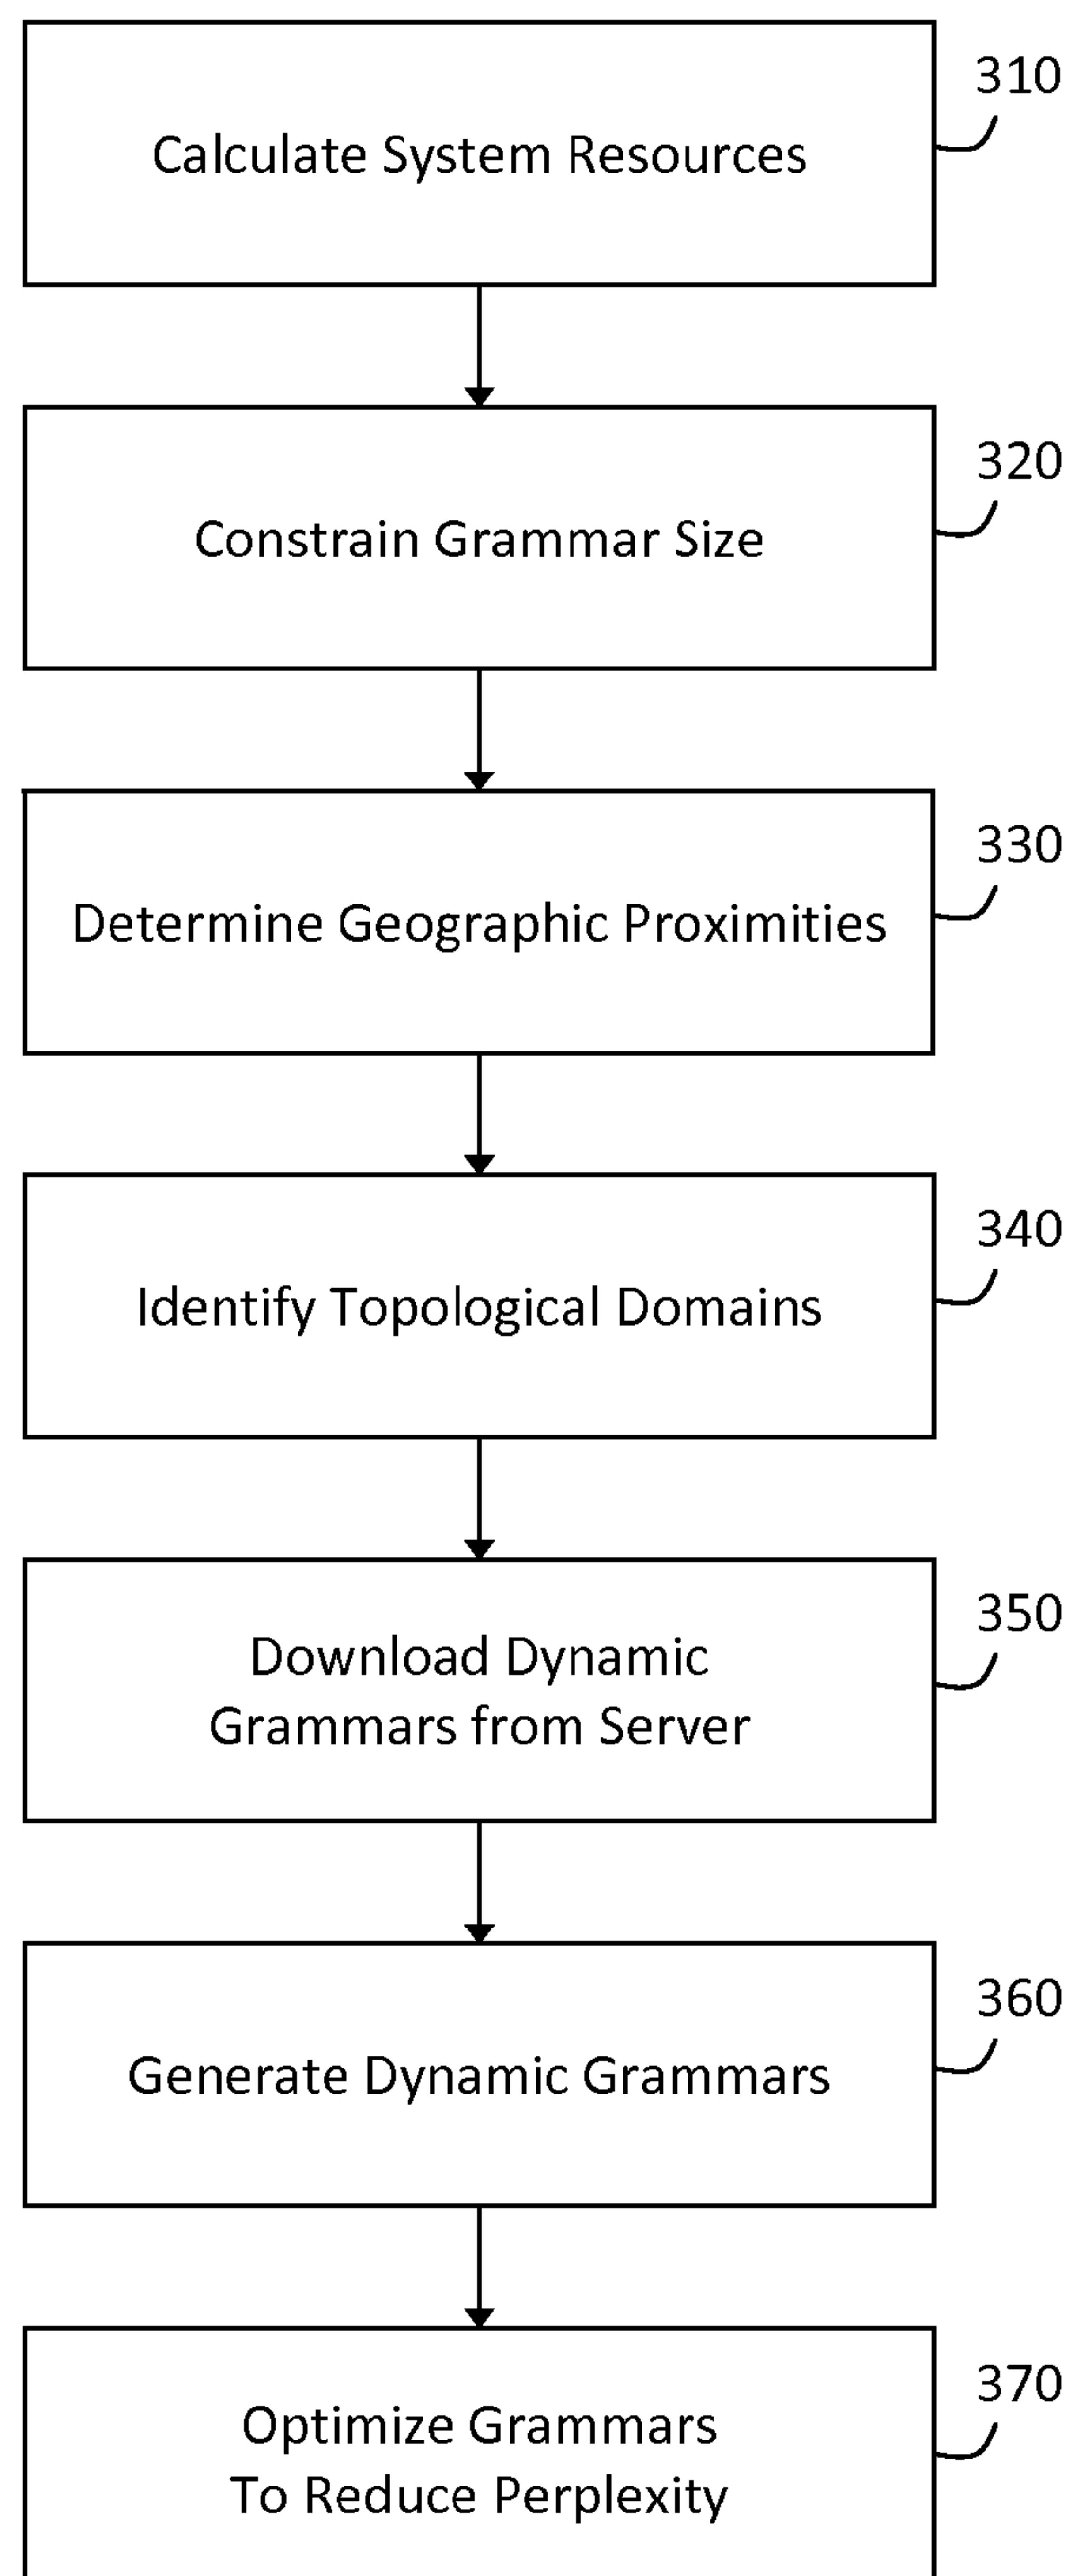 310
Calculate System Resources
320
Constrain Grammar Size
330
Determine Geographic Proximities
340
Identify Topological Domains
350
Download Dynamic
Grammars from Server
360
Generate Dynamic Grammars
370
Optimize Grammars
To Reduce Perplexity